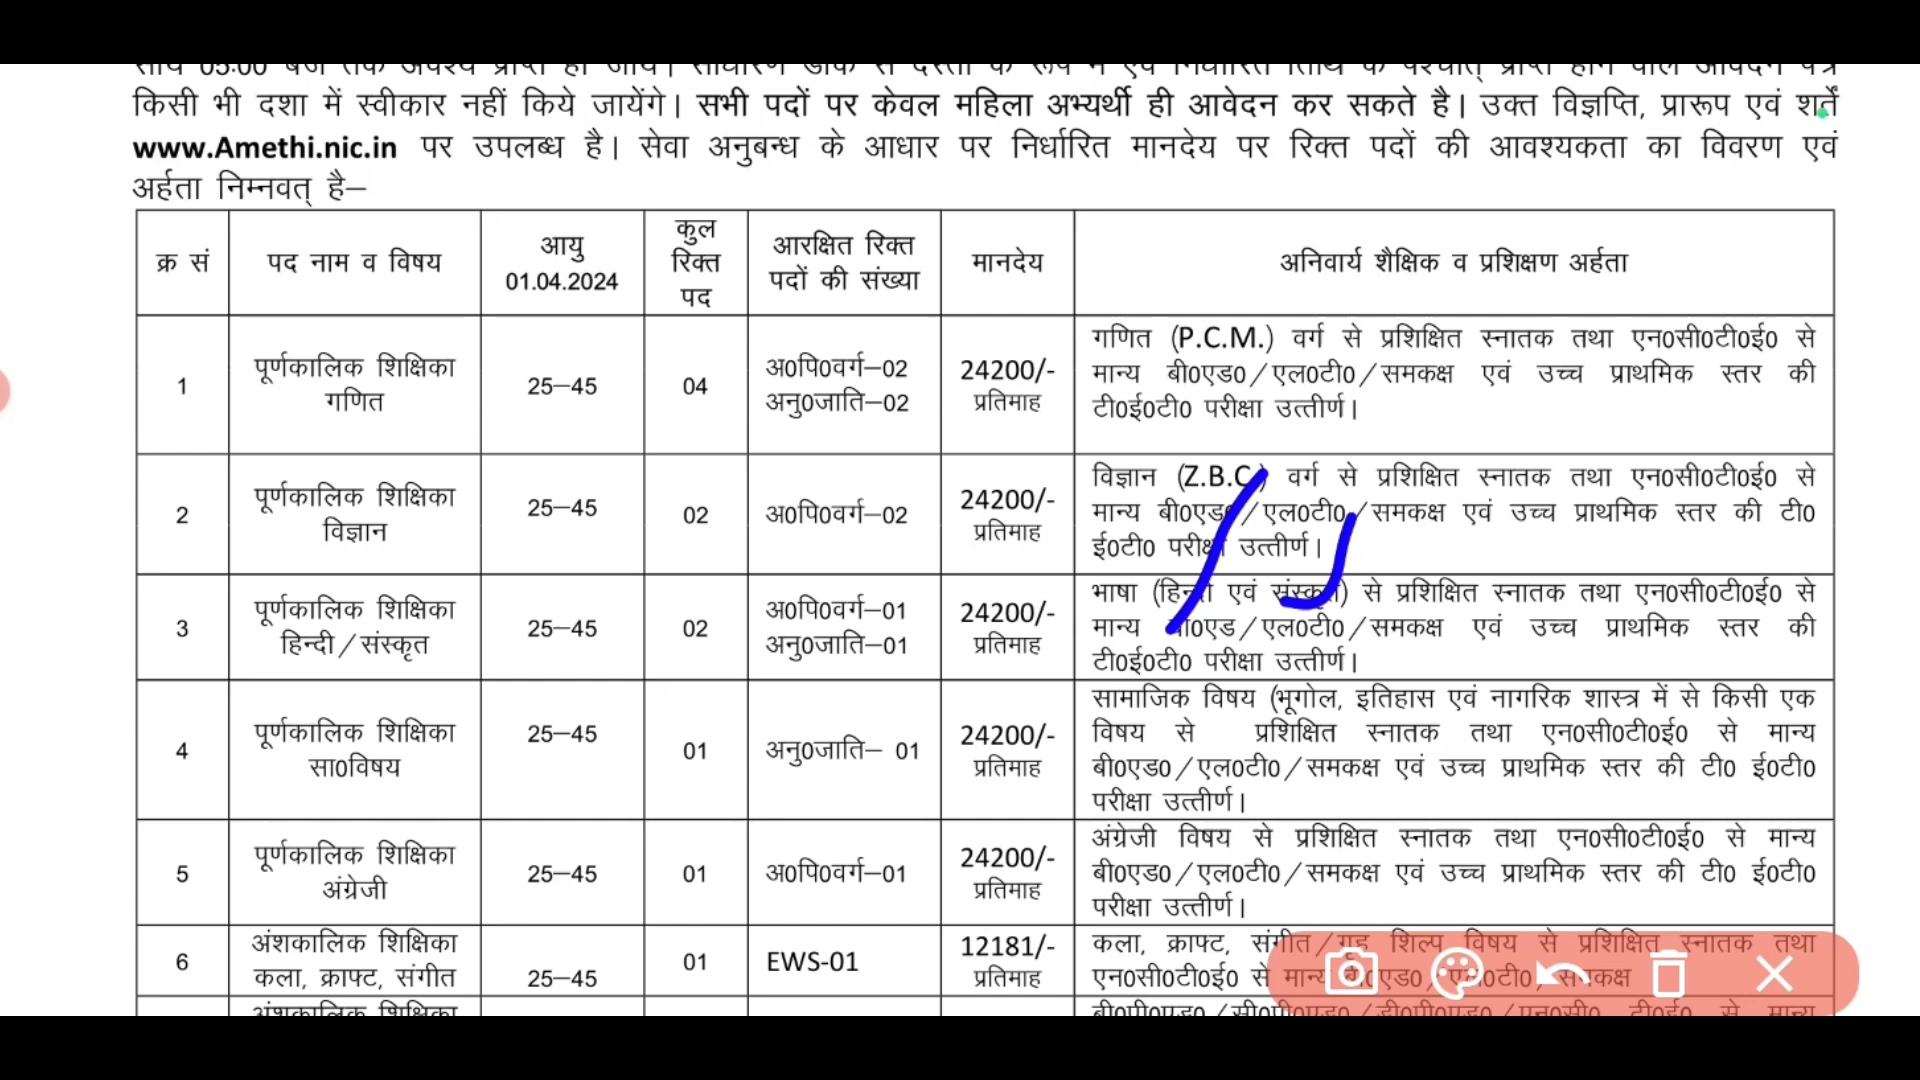 किसी भी दशा में स्वीकार नहीं किये जायेंगे। सभी पदों पर केवल महिला अभ्यर्थी ही आवेदन कर सकते है। उक्त विज्ञप्ति, प्रारूप एवं शर्तें
www.Amethi.nic.in पर उपलब्ध है। सेवा अनुबन्ध के आधार पर निर्धारित मानदेय पर रिक्त पदों की आवश्यकता का विवरण एवं
अर्हता निम्नवत् है–
क्र सं
पद नाम व विषय
आयु
01.04.2024
कुल
रिक्त
पद
आरक्षित रिक्त
पदों की संख्या
मानदेय
अनिवार्य शैक्षिक व प्रशिक्षण अर्हता
1
पूर्णकालिक शिक्षिका
गणित
25–45
04
अ0पि0वर्ग–02
अनु0जाति–02
24200/-
प्रतिमाह
गणित (P.C.M.) वर्ग से प्रशिक्षित स्नातक तथा एन0सी0टी0ई0 से
मान्य बी0एड0/एल0टी0/समकक्ष एवं उच्च प्राथमिक स्तर की
टी0ई0टी0 परीक्षा उत्तीर्ण।
2
पूर्णकालिक शिक्षिका
विज्ञान
25–45
02
अ0पि0वर्ग–02
24200/-
प्रतिमाह
विज्ञान (Z.B.C.) वर्ग से प्रशिक्षित स्नातक तथा एन0सी0टी0ई0 से
मान्य बी0एड0/एल0टी0/समकक्ष एवं उच्च प्राथमिक स्तर की टी0
ई0टी0 परीक्षा उत्तीर्ण।
3
पूर्णकालिक शिक्षिका
हिन्दी/संस्कृत
25–45
02
अ0पि0वर्ग–01
अनु0जाति–01
24200/-
प्रतिमाह
भाषा (हिन्दी एवं संस्कृत) से प्रशिक्षित स्नातक तथा एन0सी0टी0ई0 से
मान्य बी0एड/एल0टी0/समकक्ष एवं उच्च प्राथमिक स्तर की
टी0ई0टी0 परीक्षा उत्तीर्ण।
4
पूर्णकालिक शिक्षिका
सा0विषय
25–45
01
अनु0जाति– 01
24200/-
प्रतिमाह
सामाजिक विषय (भूगोल, इतिहास एवं नागरिक शास्त्र में से किसी एक
विषय से प्रशिक्षित स्नातक तथा एन0सी0टी0ई0 से मान्य
बी0एड0/एल0टी0/समकक्ष एवं उच्च प्राथमिक स्तर की टी0 ई0टी0
परीक्षा उत्तीर्ण।
5
पूर्णकालिक शिक्षिका
अंग्रेजी
25–45
01
अ0पि0वर्ग–01
24200/-
प्रतिमाह
अंग्रेजी विषय से प्रशिक्षित स्नातक तथा एन0सी0टी0ई0 से मान्य
बी0एड0/एल0टी0/समकक्ष एवं उच्च प्राथमिक स्तर की टी0 ई0टी0
परीक्षा उत्तीर्ण।
6
अंशकालिक शिक्षिका
कला, क्राफ्ट, संगीत
25–45
01
EWS-01
12181/-
प्रतिमाह
कला, क्राफ्ट, संगीत/गृह शिल्प विषय से प्रशिक्षित स्नातक तथा
एन0सी0टी0ई0 से मान्य बी0एड0/एल0टी0/समकक्ष
अंशकालिक शिक्षिका